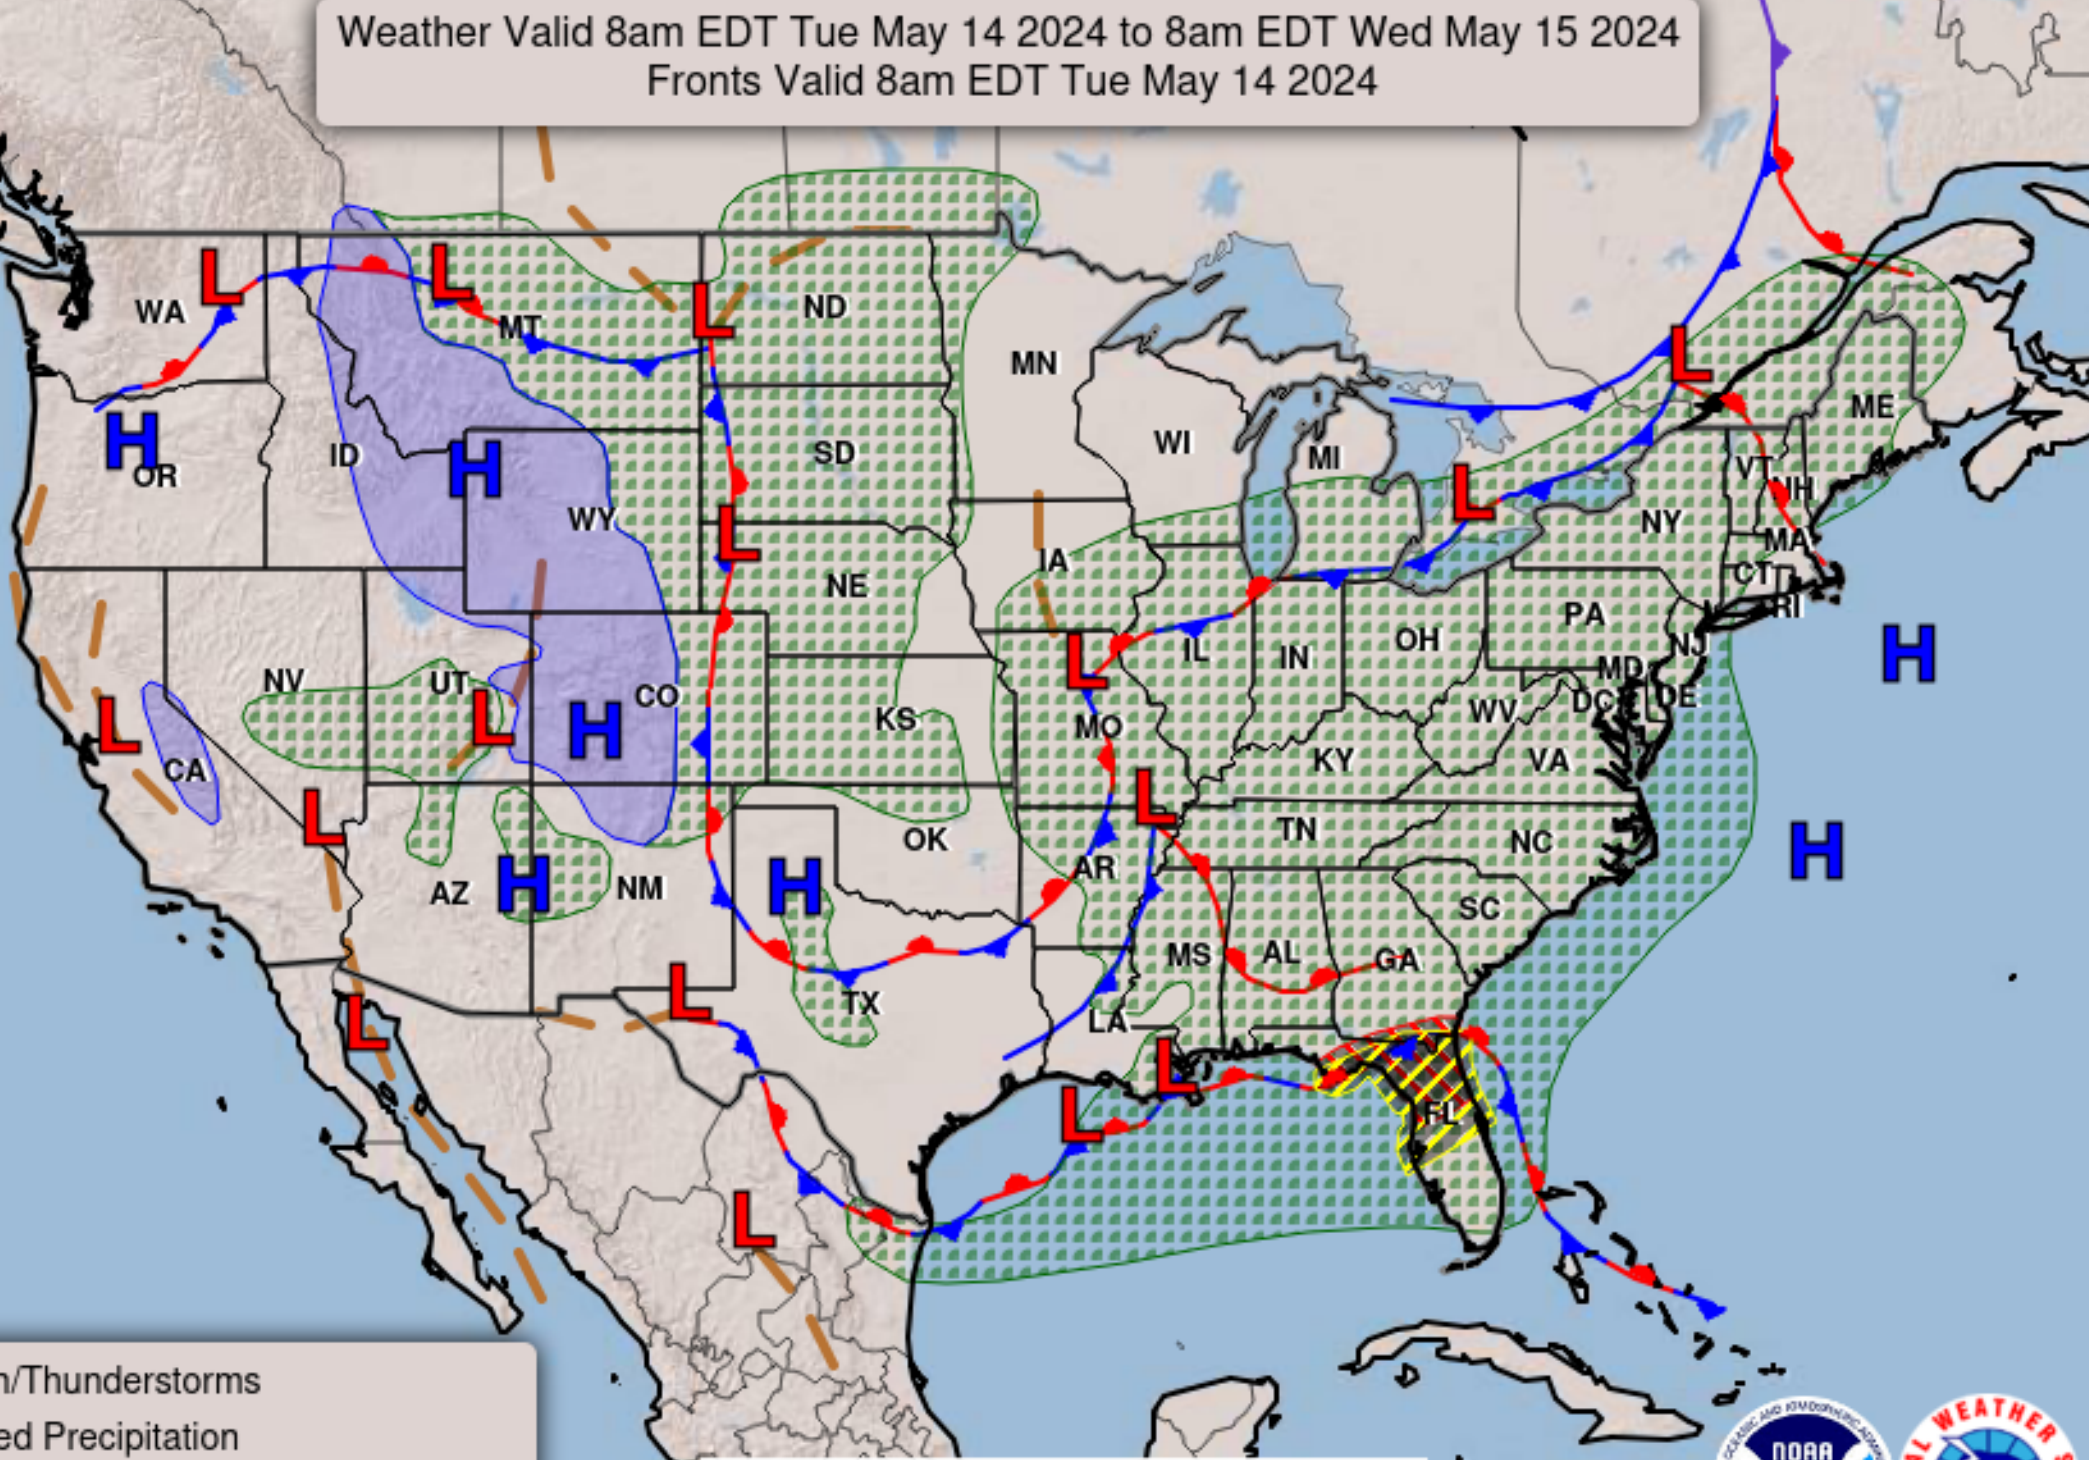 Weather Valid 8am EDT Tue May 14 2024 to 8am EDT Wed May 15 2024
Fronts Valid 8am EDT Tue May 14 2024
L
L
WA
L
MT
ND
L
MN
H
OR
ID
H
SD
WI
MI
ME
L
VT
NH
WY
L
NE
IA
NY
MA
CT
RI
PA
NJ
H
NV
UT
L
CO
H
KS
L
MO
IL
IN
OH
MD
DC
DE
WV
VA
L
CA
L
KY
L
TN
NC
H
OK
AR
AZ
H
NM
H
SC
L
TX
MS
AL
GA
L
LA
L
L
FL
L
n/Thunderstorms
ed Precipitation
NOAA
AL WEATHER S